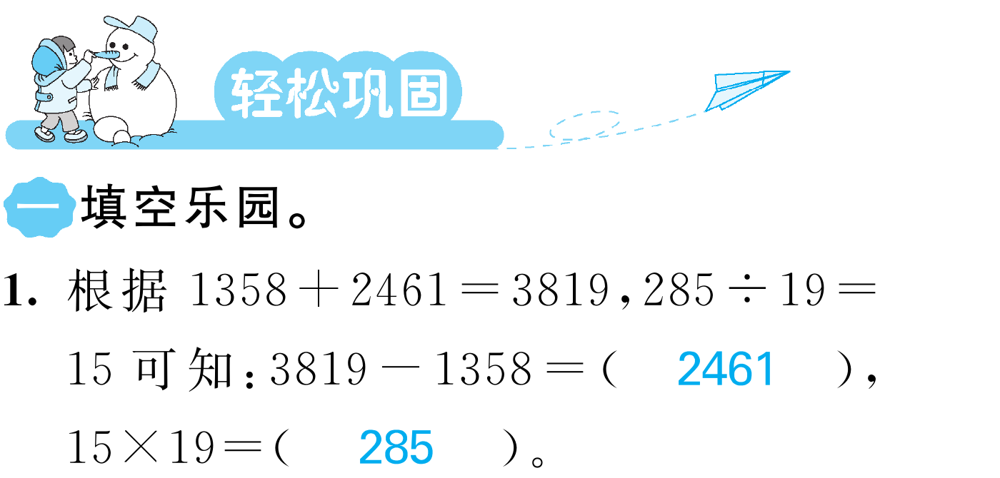 轻松巩固
一 填空乐园。
1. 根据 1358+2461=3819,285÷19=
15 可知:3819-1358=( 2461 ),
15×19=( 285 )。